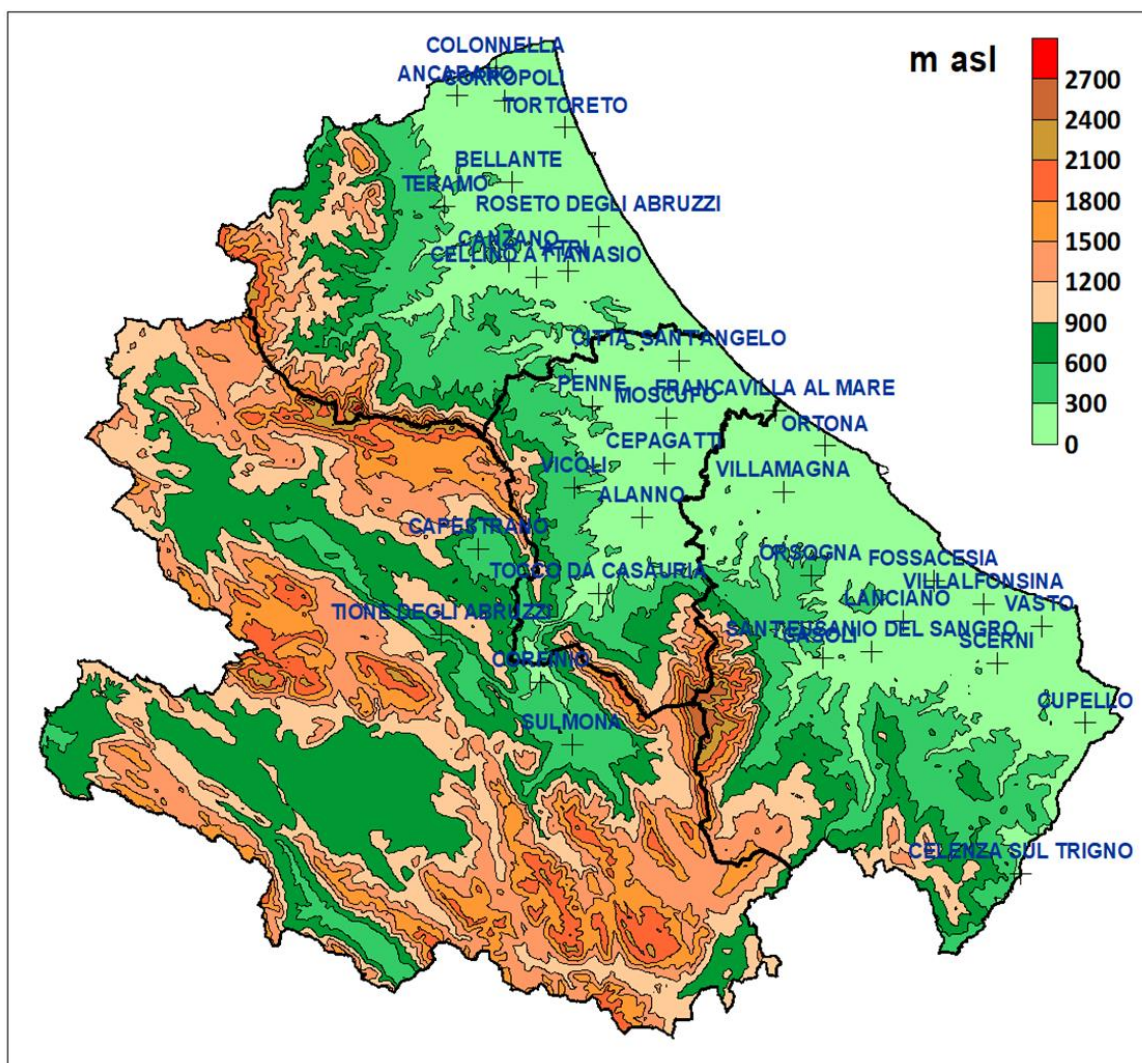 COLONNELLA
m asl
ANCARANO
CORROPOLI
TORTORETO
BELLANTE
TERAMO
ROSETO DEGLI ABRUZZI
CANZANO
ATRI
CELLINO ATTANASIO
CITTA' SANT'ANGELO
PENNE
FRANCAVILLA AL MARE
MOSCUFO
ORTONA
CEPAGATTI
VICOLI
VILLAMAGNA
ALANNO
CAPESTRANO
ORSOGNA
FOSSACESIA
TOCCO DA CASAURIA
VILLALFONSINA
LANCIANO
VASTO
TIONE DEGLI ABRUZZI
SANT'EUSANIO DEL SANGRO
CASOLI
SCERNI
CORFINIO
SULMONA
CUPELLO
CELENZA SUL TRIGNO
2700
2400
2100
1800
1500
1200
900
600
300
0